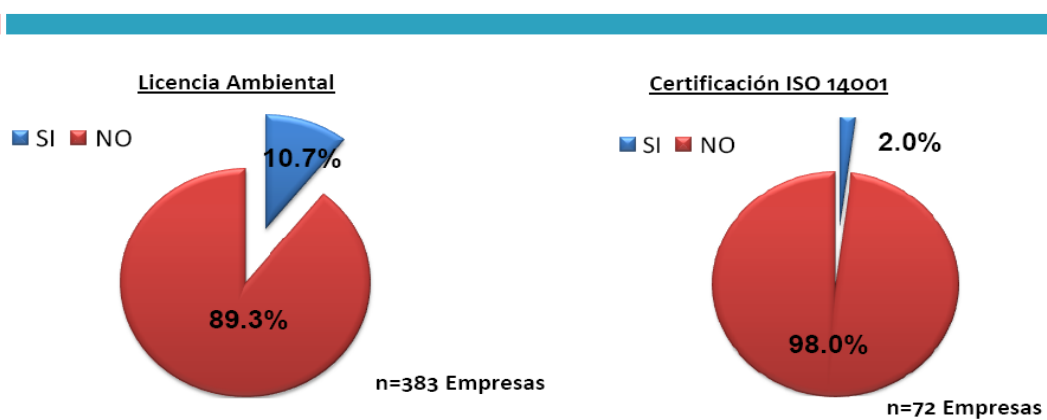 Licencia Ambiental
SI NO
10.7%
89.3%
n=383 Empresas
Certificación ISO 14001
SI NO
2.0%
98.0%
n=72 Empresas